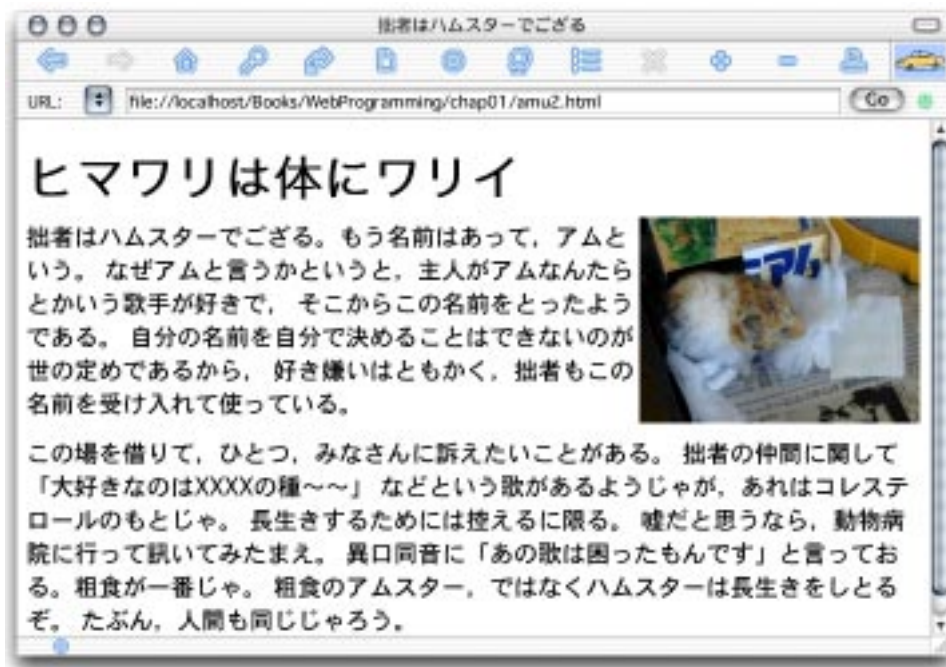 拙者はハムスターでござる
URL:
file://localhost/Books/WebProgramming/chap01/amu2.html
Go
ヒマワリは体にワリイ
拙者はハムスターでござる。もう名前はあって，アムと
いう。 なぜアムと言うかというと，主人がアムなんたら
とかいう歌手が好きで， そこからこの名前をとったよう
である。 自分の名前を自分で決めることはできないのが
世の定めであるから， 好き嫌いはともかく，拙者もこの
名前を受け入れて使っている。
アム
この場を借りて，ひとつ，みなさんに訴えたいことがある。 拙者の仲間に関して
「大好きなのはXXXXの種〜〜」 などという歌があるようじゃが，あれはコレステ
ロールのもとじゃ。 長生きするためには控えるに限る。 嘘だと思うなら，動物病
院に行って訊いてみたまえ。 異口同音に「あの歌は困ったもんです」と言ってお
る。粗食が一番じゃ。 粗食のアムスター，ではなくハムスターは長生きをしとる
ぞ。 たぶん，人間も同じじゃろう。